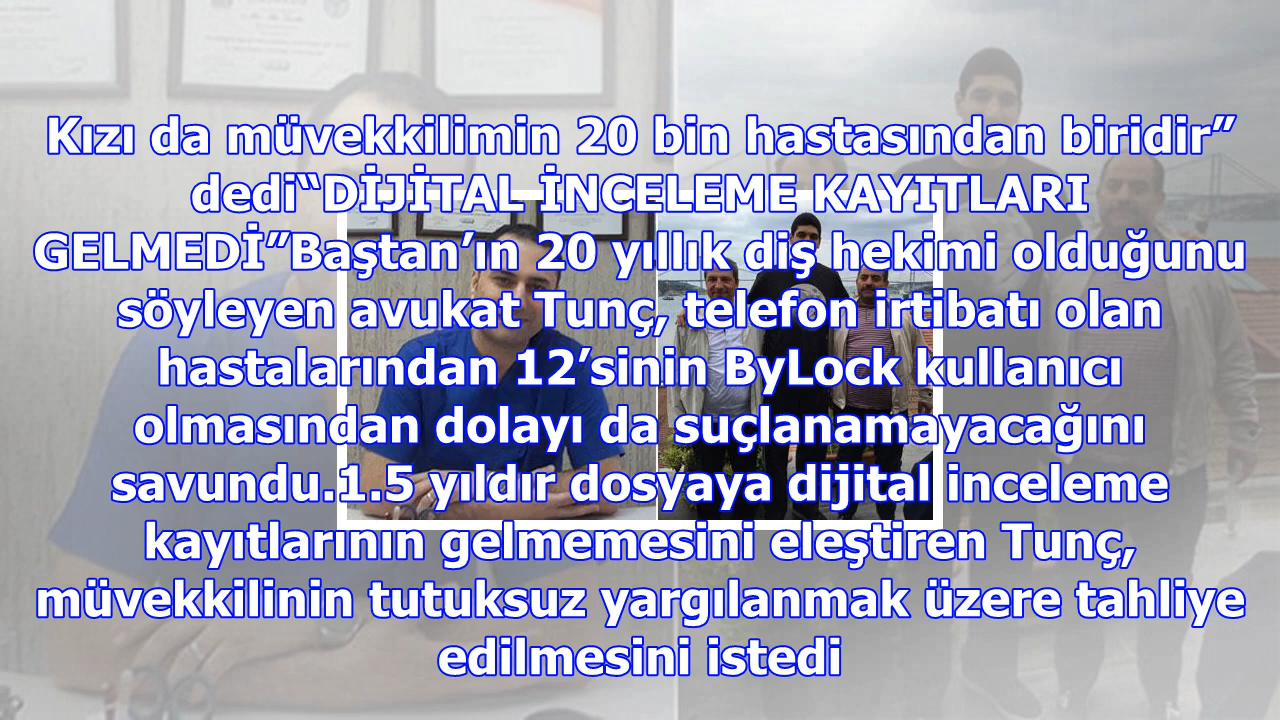 Kızı da müvekkilimin 20 bin hastasından biridir”
dedi“DİJİTAL İNCELEME KAYITLARI
GELMEDİ”Baştan’ın 20 yıllık diş hekimi olduğunu
söyleyen avukat Tunç, telefon irtibatı olan
hastalarından 12’sinin ByLock kullanıcı
olmasından dolayı da suçlanamayacağını
savundu.1.5 yıldır dosyaya dijital inceleme
kayıtlarının gelmemesini eleştiren Tunç,
müvekkilinin tutuksuz yargılanmak üzere tahliye
edilmesini istedi